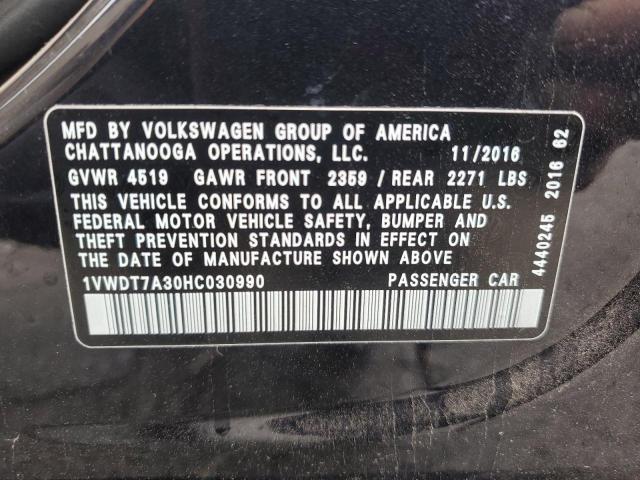 MFD BY VOLKSWAGEN GROUP OF AMERICA
CHATTANOOGA OPERATIONS, LLC. 11/2016
GVWR 4519 GAWR FRONT 2359 / REAR 2271 LBS
THIS VEHICLE CONFORMS TO ALL APPLICABLE U.S.
FEDERAL MOTOR VEHICLE SAFETY, BUMPER AND
THEFT PREVENTION STANDARDS IN EFFECT ON
THE DATE OF MANUFACTURE SHOWN ABOVE
1VWDT7A30HC030990 PASSENGER CAR
4440245 2016 62